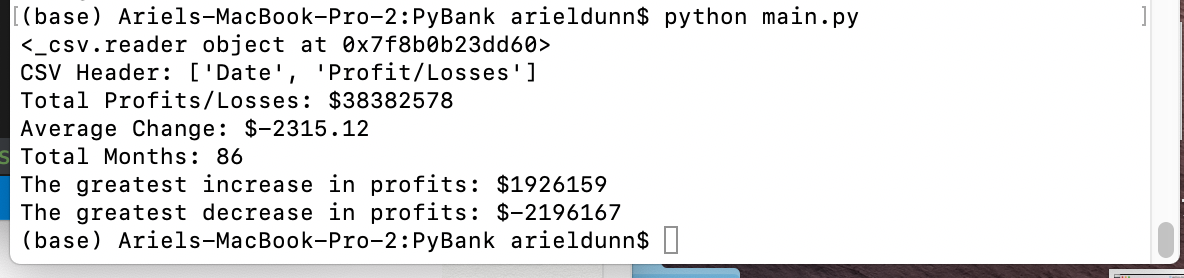 [(base) Ariels-MacBook-Pro-2:PyBank arieldunn$ python main.py ]
<_csv.reader object at 0x7f8b0b23dd60>
CSV Header: ['Date', 'Profit/Losses']
Total Profits/Losses: $38382578
Average Change: $-2315.12
Total Months: 86
The greatest increase in profits: $1926159
The greatest decrease in profits: $-2196167
(base) Ariels-MacBook-Pro-2:PyBank arieldunn$